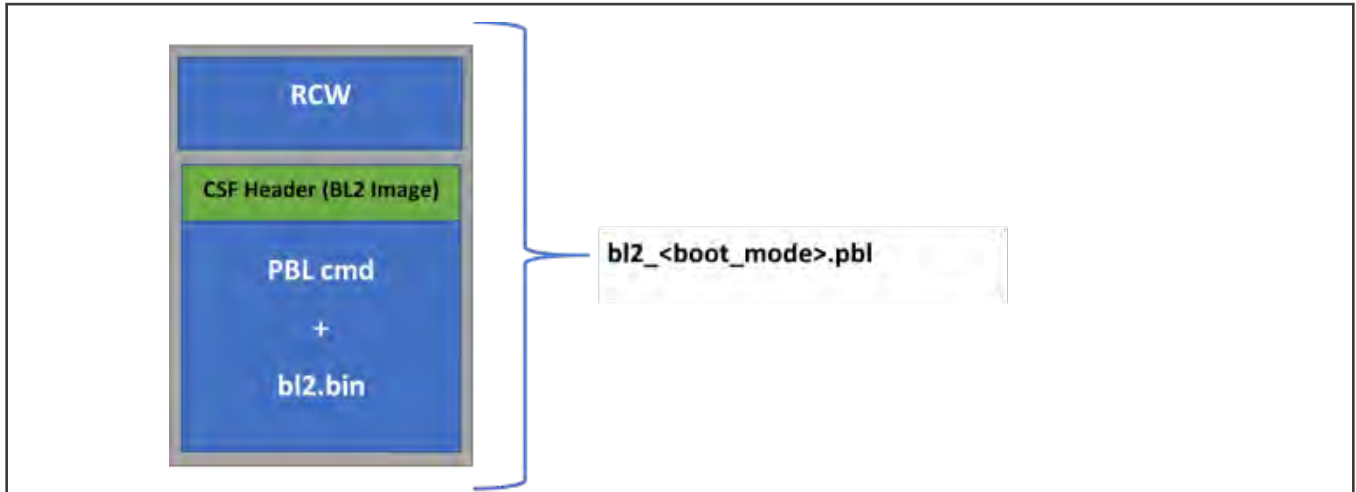 RCW
CSF Header (BL2 Image)
PBL cmd
+
bl2.bin
bl2_<boot_mode>.pbl